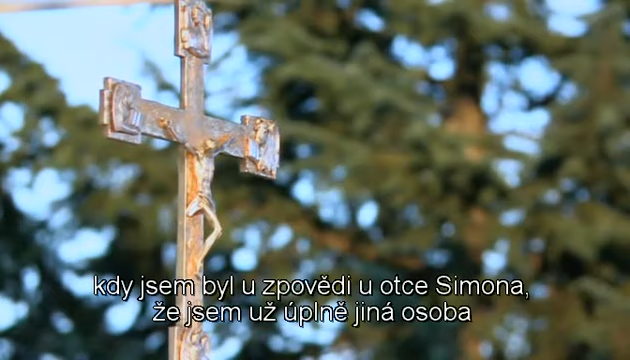 kdy jsem byl u zpovědi u otce Simona,
že jsem už úplně jiná osoba